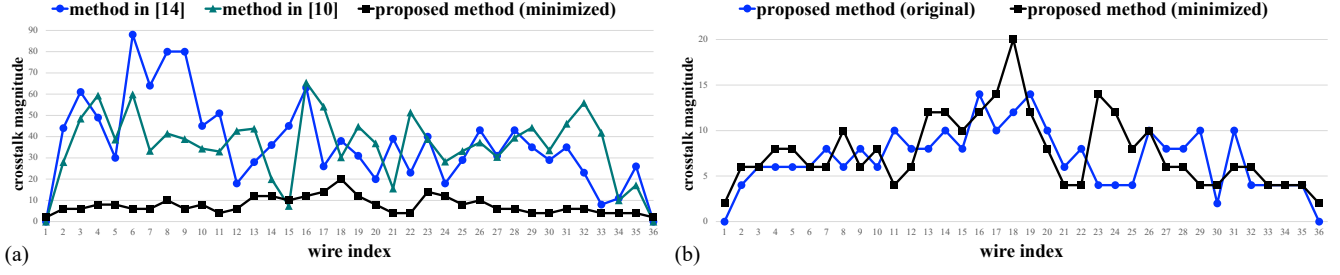 method in [14] method in [10] proposed method (minimized)
90
80
70
60
50
40
30
20
10
0
crosstalk magnitude
1 2 3 4 5 6 7 8 9 10 11 12 13 14 15 16 17 18 19 20 21 22 23 24 25 26 27 28 29 30 31 32 33 34 35 36
wire index
(a)
proposed method (original) proposed method (minimized)
20
15
10
5
0
crosstalk magnitude
1 2 3 4 5 6 7 8 9 10 11 12 13 14 15 16 17 18 19 20 21 22 23 24 25 26 27 28 29 30 31 32 33 34 35 36
wire index
(b)